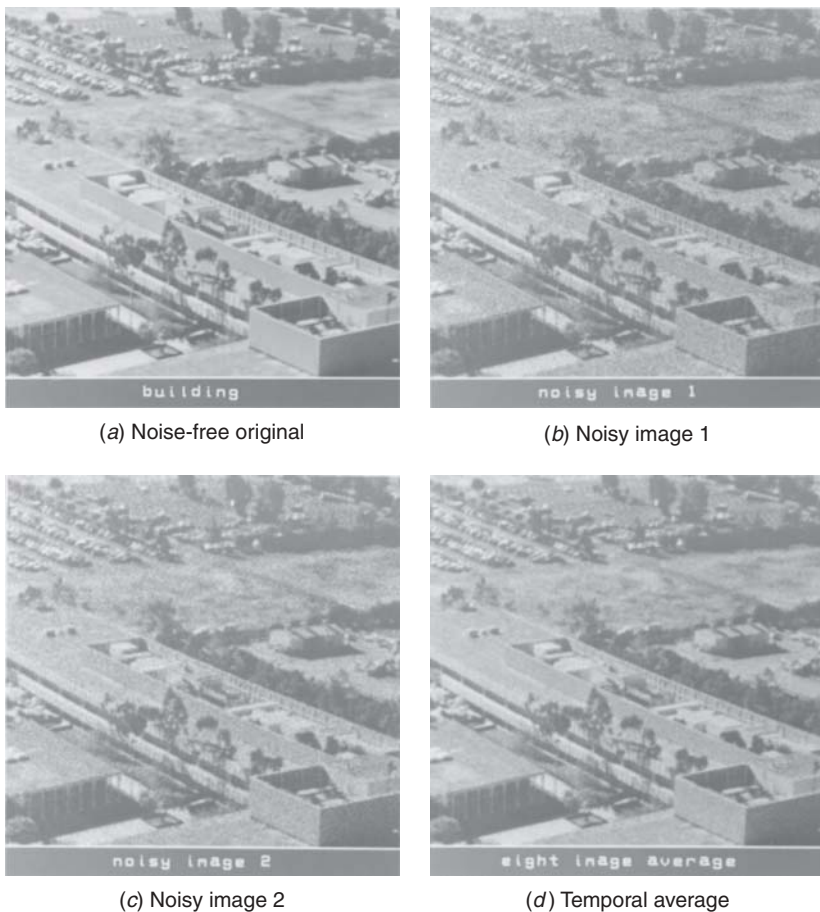 building
noisy image 1
(a) Noise-free original
(b) Noisy image 1
noisy image 2
eight image average
(c) Noisy image 2
(d) Temporal average